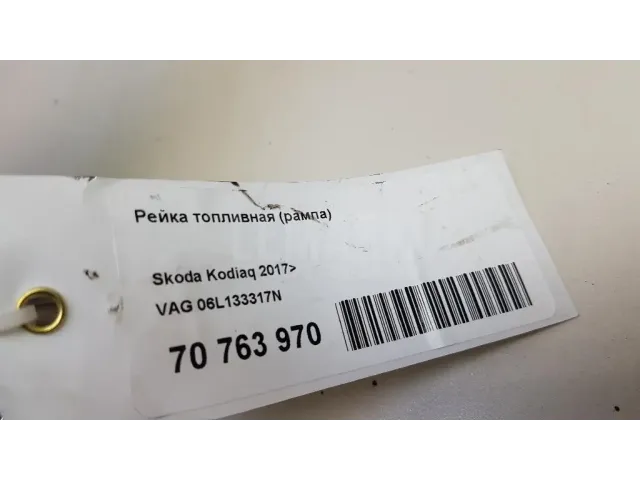 Рейка топливная (рампа)
Skoda Kodiaq 2017>
VAG 06L133317N
70 763 970